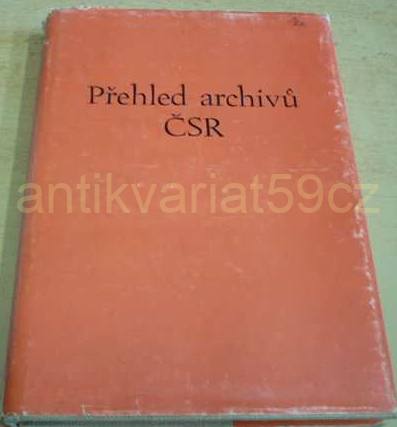 Přehled archivů
ČSR
antikvariat59cz